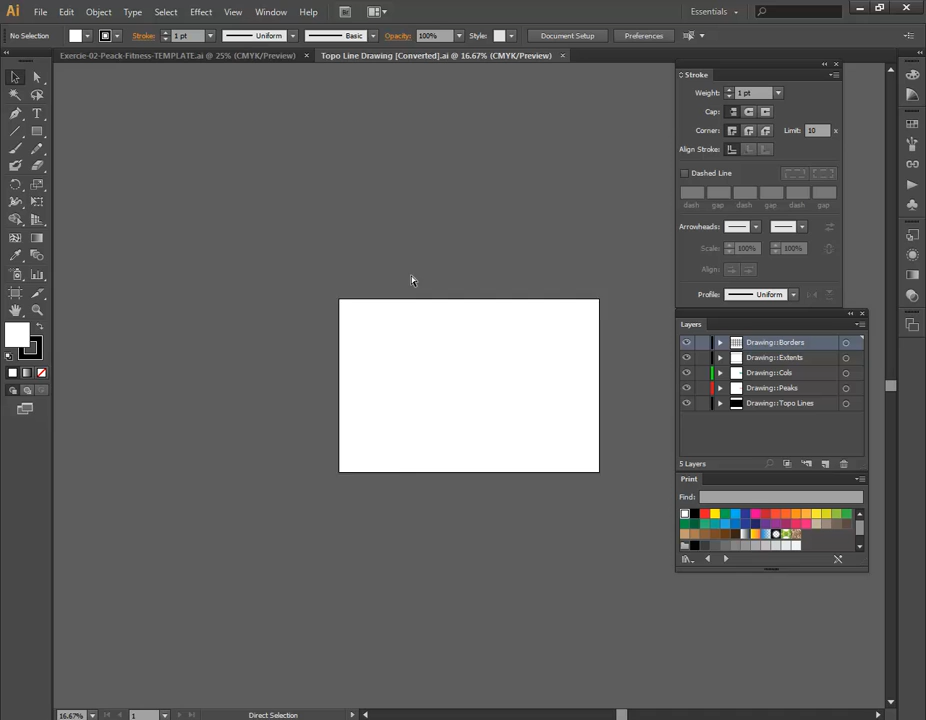 Ai File Edit Object Type Select Effect View Window Help Br Essentials
No Selection Stroke: 1 pt Uniform Basic Opacity: 100% Style: Document Setup Preferences
Exercie-02-Peack-Fitness-TEMPLATE.ai @ 25% (CMYK/Preview) × Topo Line Drawing [Converted].ai @ 16.67% (CMYK/Preview) ×
Stroke
Weight: 1 pt
Cap:
Corner: Limit: 10 x
Align Stroke:
Dashed Line
dash gap dash gap dash gap
Arrowheads:
Scale: 100% 100%
Align:
Profile: Uniform
Layers
Drawing::Borders
Drawing::Extents
Drawing::Cols
Drawing::Peaks
Drawing::Topo Lines
5 Layers
Print
Find:
16.67% 1 Direct Selection